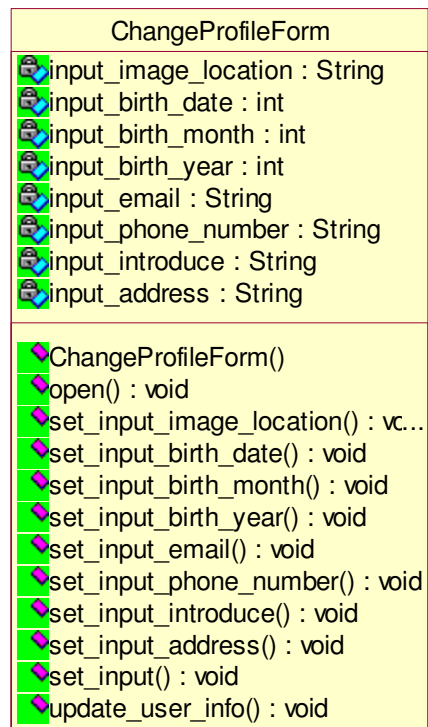 ChangeProfileForm
input_image_location : String
input_birth_date : int
input_birth_month : int
input_birth_year : int
input_email : String
input_phone_number : String
input_introduce : String
input_address : String
ChangeProfileForm()
open() : void
set_input_image_location() : vo...
set_input_birth_date() : void
set_input_birth_month() : void
set_input_birth_year() : void
set_input_email() : void
set_input_phone_number() : void
set_input_introduce() : void
set_input_address() : void
set_input() : void
update_user_info() : void